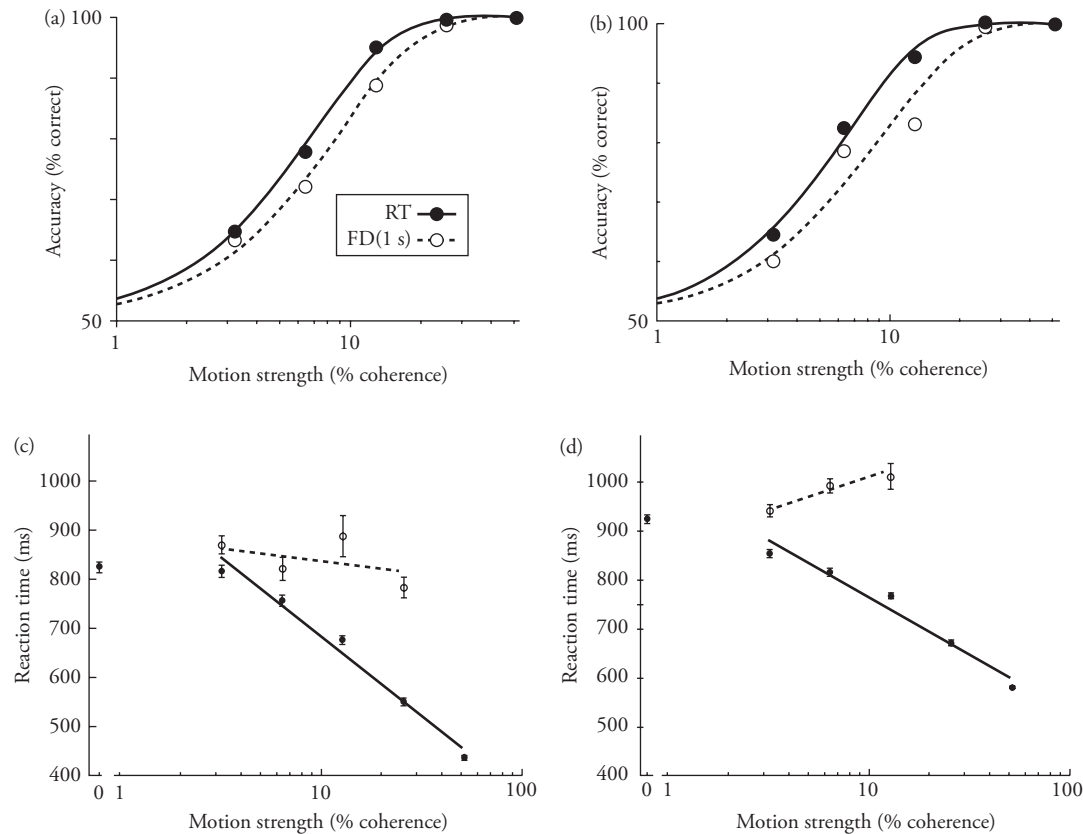 (a)
100
Accuracy (% correct)
50
1
10
Motion strength (% coherence)
RT
FD(1 s)
(b)
100
Accuracy (% correct)
50
1
10
Motion strength (% coherence)
(c)
1000
900
800
700
600
500
400
Reaction time (ms)
0 1
10
100
Motion strength (% coherence)
(d)
1000
900
800
700
600
500
400
Reaction time (ms)
0 1
10
100
Motion strength (% coherence)